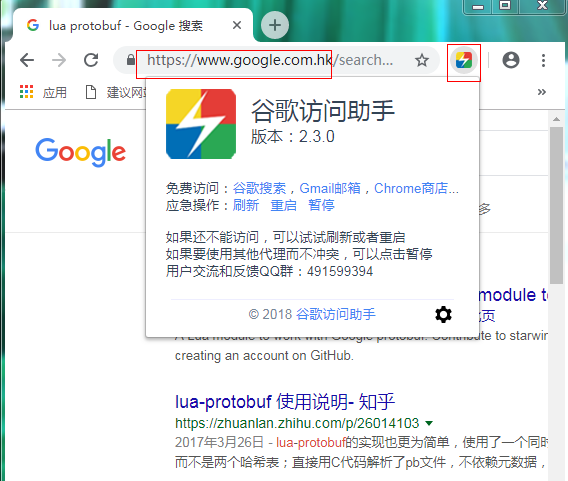 lua protobuf - Google 搜索
https://www.google.com.hk/search...
应用
建议网站
»
Google
谷歌访问助手
版本：2.3.0
免费访问：谷歌搜索，Gmail邮箱，Chrome商店...
应急操作：刷新 重启 暂停
多
如果还不能访问，可以试试刷新或者重启
如果要使用其他代理而不冲突，可以点击暂停
用户交流和反馈QQ群：491599394
module to
© 2018 谷歌访问助手
A Lua module to work with Google protobuf. Contribute to starwin
creating an account on GitHub.
lua-protobuf 使用说明- 知乎
https://zhuanlan.zhihu.com/p/26014103
2017年3月26日 - lua-protobuf的实现也更为简单，使用了一个同时
而不是两个哈希表；直接用C代码解析了pb文件，不依赖元数据，